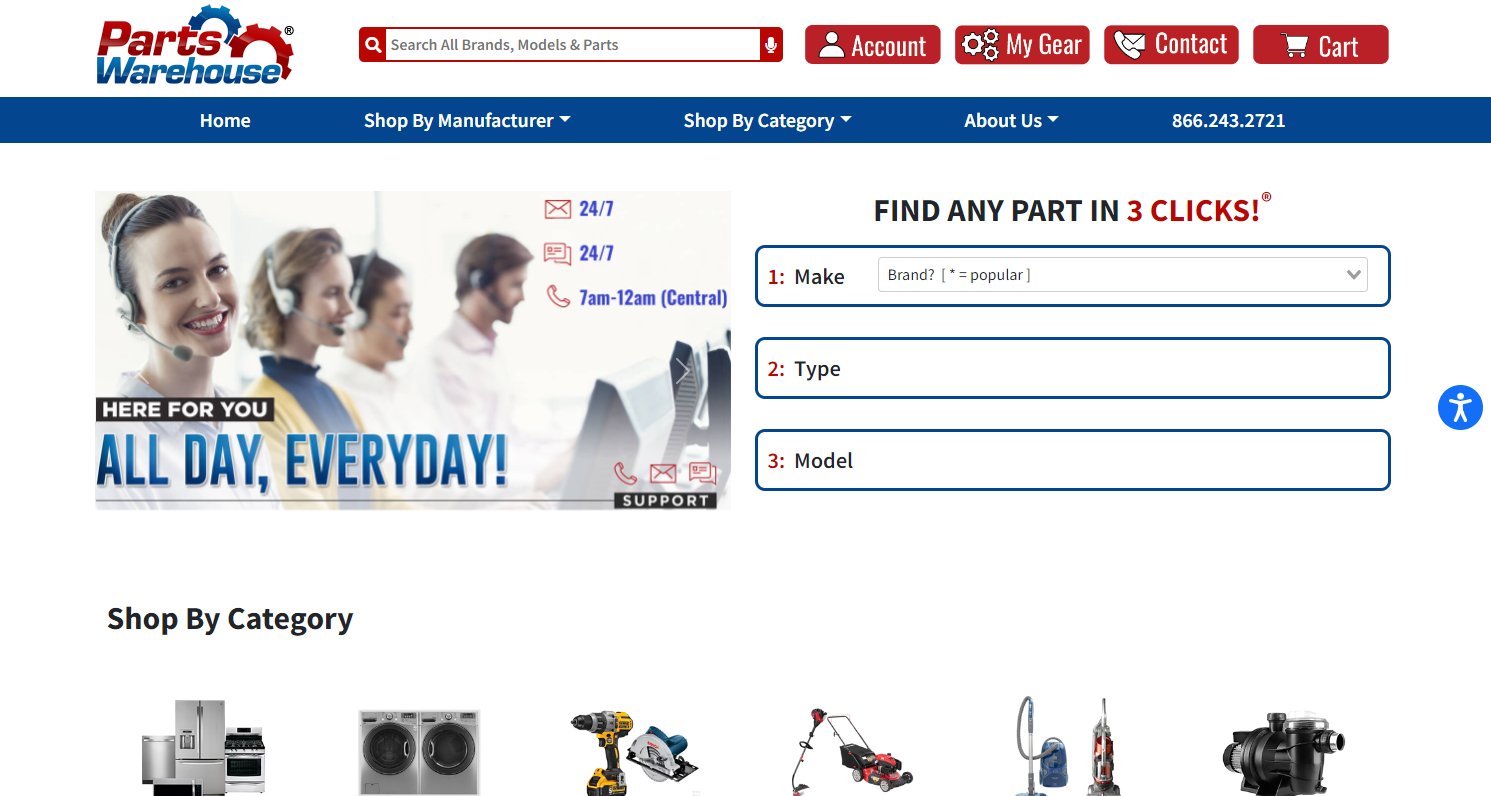 Parts
Warehouse®
Search All Brands, Models & Parts
Account
My Gear
Contact
Cart
Home
Shop By Manufacturer
Shop By Category
About Us
866.243.2721
24/7
24/7
7am-12am (Central)
HERE FOR YOU
ALL DAY, EVERYDAY!
SUPPORT
FIND ANY PART IN 3 CLICKS!®
1: Make
Brand? [ * = popular ]
2: Type
3: Model
Shop By Category